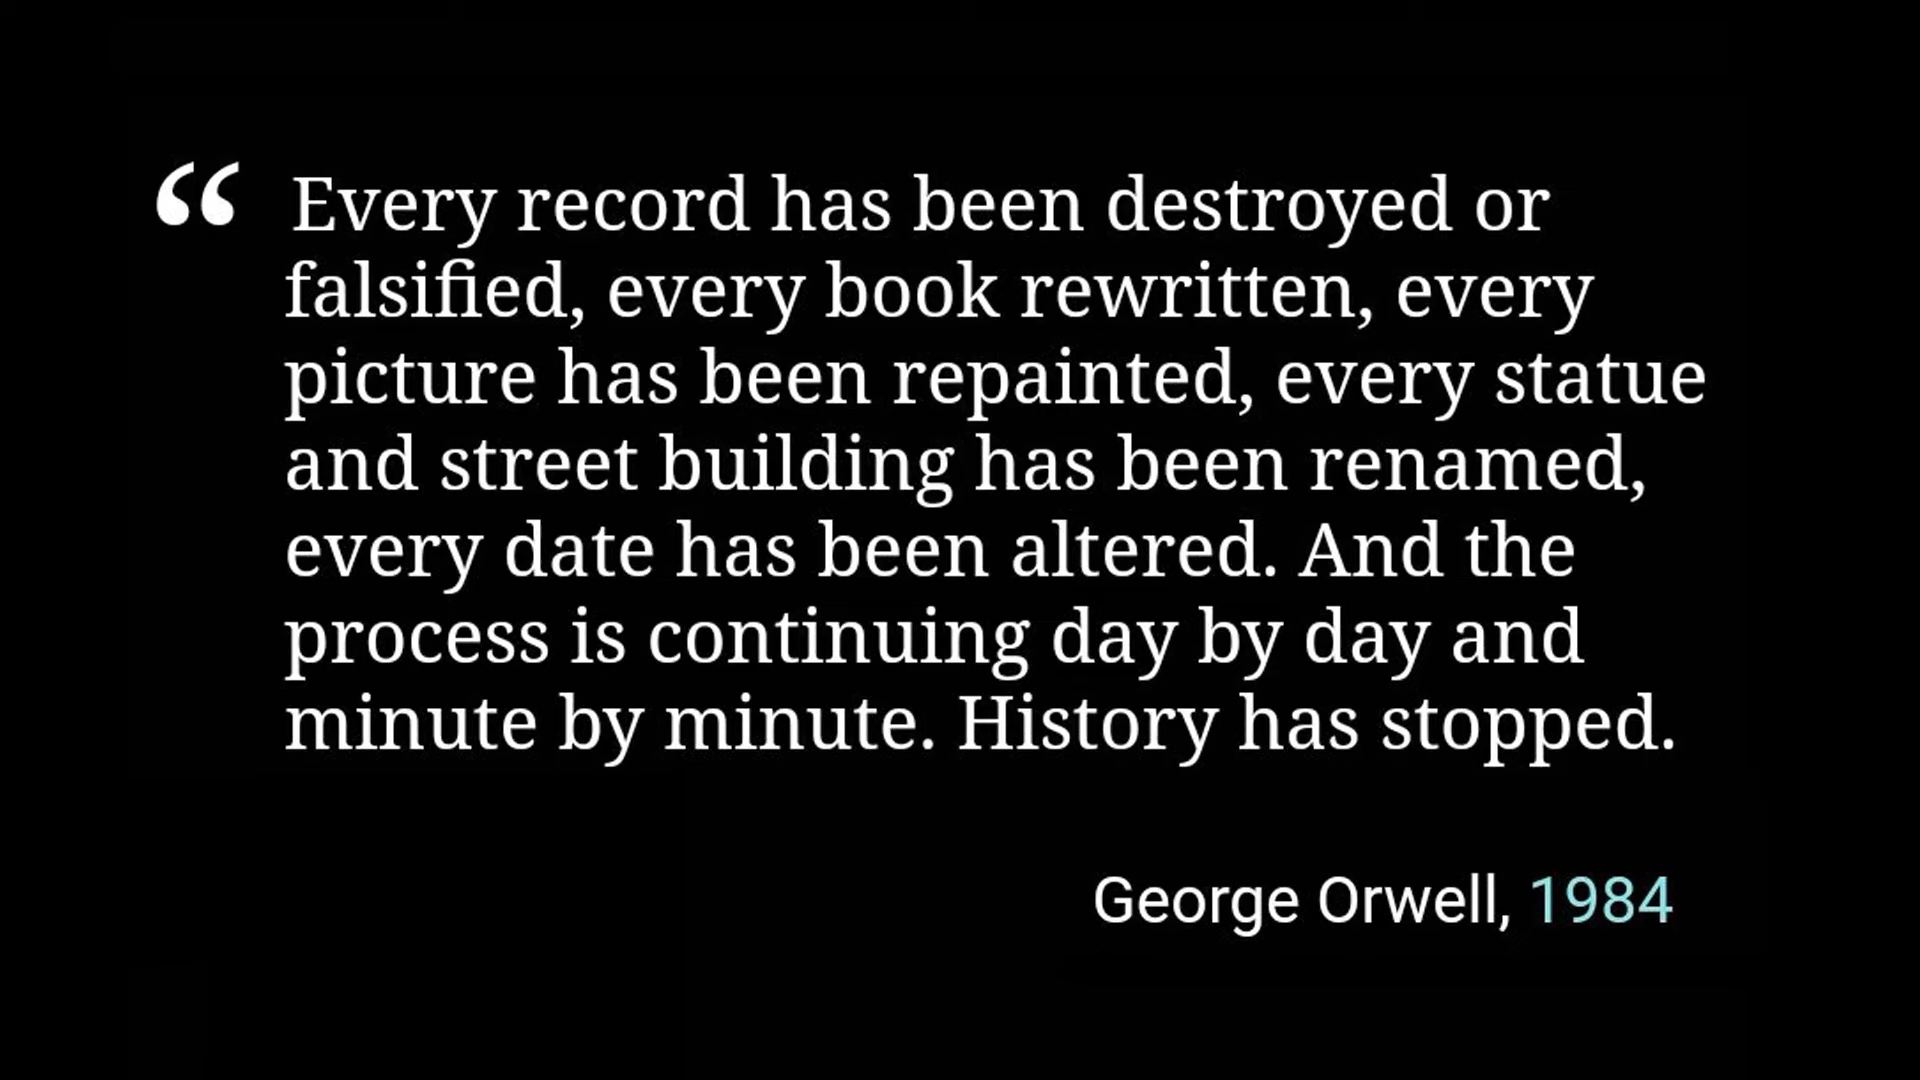 “ Every record has been destroyed or
falsified, every book rewritten, every
picture has been repainted, every statue
and street building has been renamed,
every date has been altered. And the
process is continuing day by day and
minute by minute. History has stopped.
George Orwell, 1984